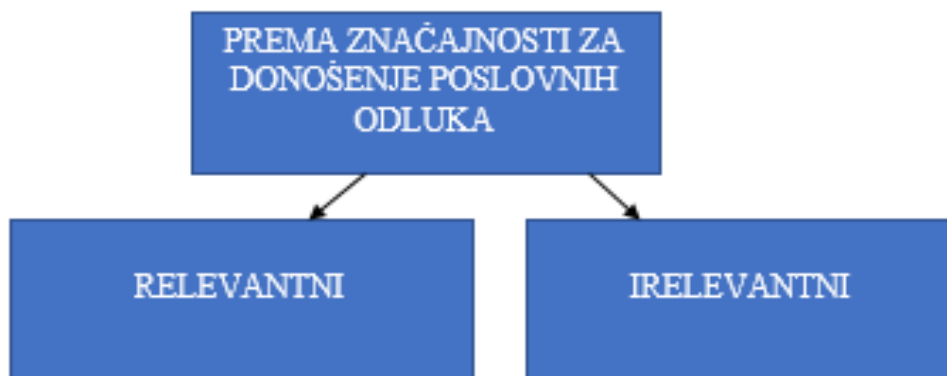 PREMA ZNAČAJNOSTI ZA
DONOŠENJE POSLOVNIH
ODLUKA
RELEVANTNI
IRELEVANTNI